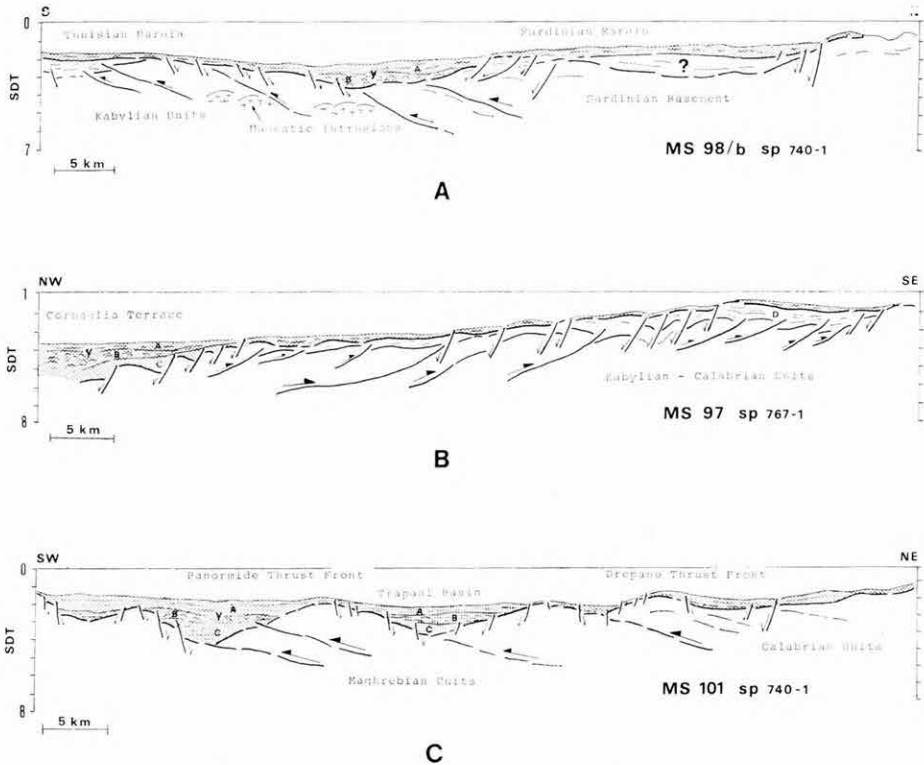 S
0
Tunisian Margin
Sardinian Margin
B Y A
?
SDT
Kabylian Units
Magmatic Intrusions
Sardinian Basement
7
5 km
MS 98/b sp 740-1
A
NW
SE
1
Cornaglia Terrace
A
Y B
C
D
SDT
Kabylian - Calabrian Units
8
5 km
MS 97 sp 767-1
B
SW
NE
0
Panormide Thrust Front
Drepano Thrust Front
Trapani Basin
A
B Y
C
A
B
C
SDT
Calabrian Units
Maghrebian Units
8
5 km
MS 101 sp 740-1
C